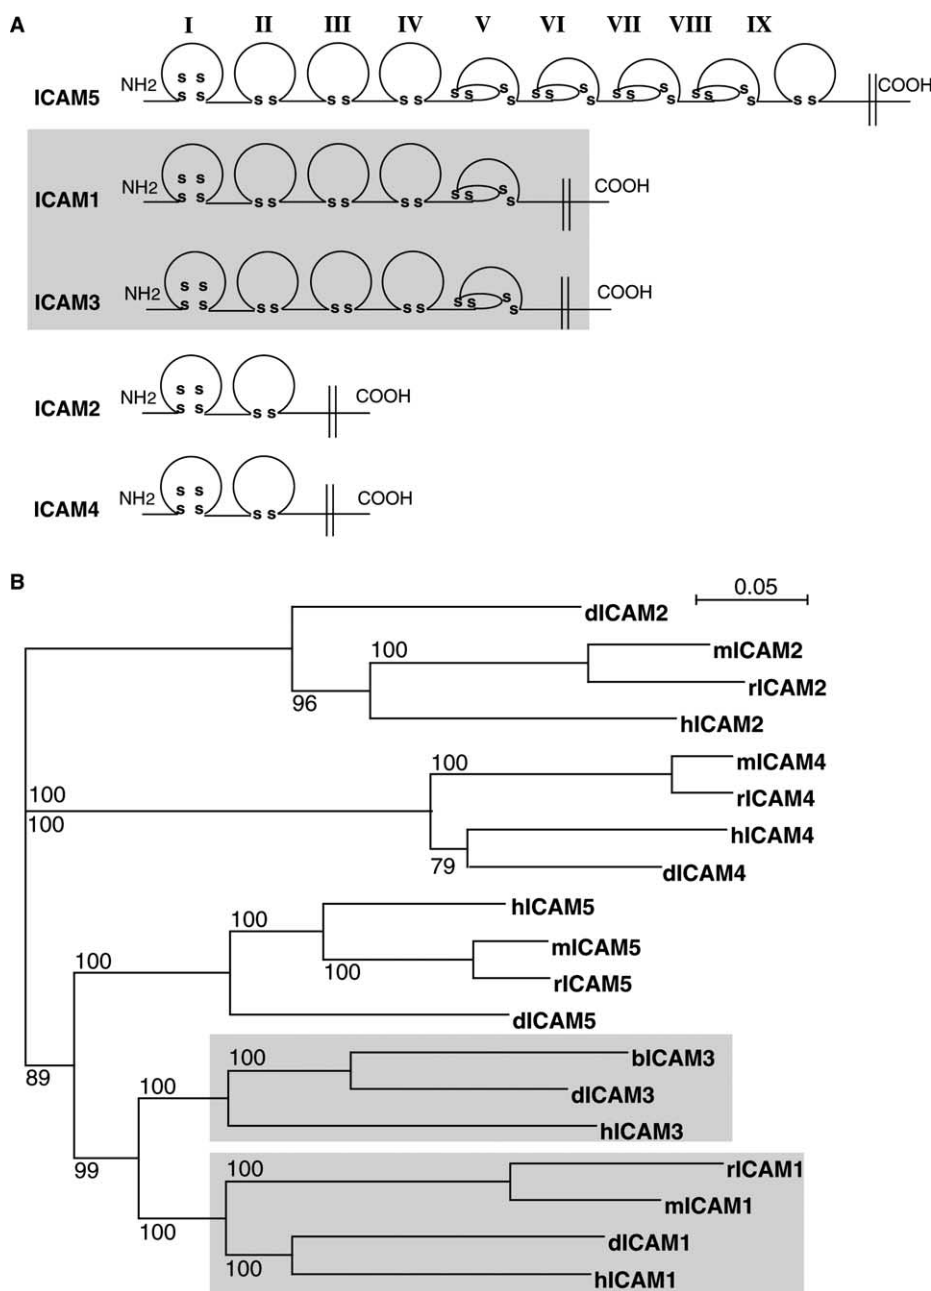 A
I II III IV V VI VII VIII IX
ICAM5 NH2 s s s s s s s s s s s s s s s s s s s s s s s s s s s s s s COOH
ICAM1 NH2 s s s s s s s s s s s s s s COOH
ICAM3 NH2 s s s s s s s s s s s s s s COOH
ICAM2 NH2 s s s s s s COOH
ICAM4 NH2 s s s s s s COOH
B
0.05
dICAM2
100
mICAM2
rICAM2
96
hICAM2
100
mICAM4
100
rICAM4
100
hICAM4
79
dICAM4
hICAM5
100
mICAM5
100
100
rICAM5
dICAM5
100
bICAM3
89
100
dICAM3
hICAM3
99
100
rICAM1
mICAM1
100
dICAM1
100
hICAM1